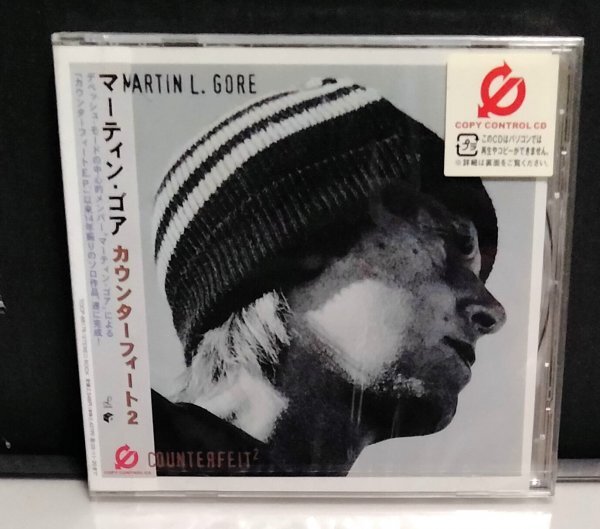 MARTIN L. GORE
COPY CONTROL CD
このCDはパソコンでは
再生やコピーができません。
※詳細は裏面をご覧ください。
マーティン・ゴア カウンターフィート2
デペッシュ・モードの中心的メンバー、マーティン・ゴアによる
「カウンターフィートE.P.」以来14年振りのソロ作品、遂に完成!
COPY CONTROL CD
COUNTERFEIT²